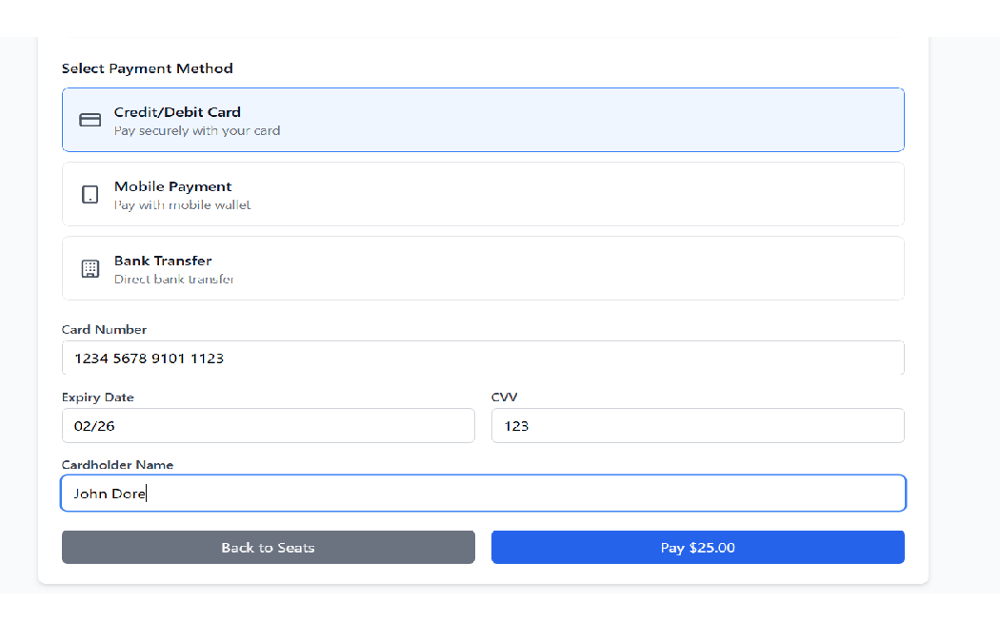 Select Payment Method
Credit/Debit Card
Pay securely with your card
Mobile Payment
Pay with mobile wallet
Bank Transfer
Direct bank transfer
Card Number
1234 5678 9101 1123
Expiry Date
CVV
02/26
123
Cardholder Name
John Dore
Back to Seats
Pay $25.00